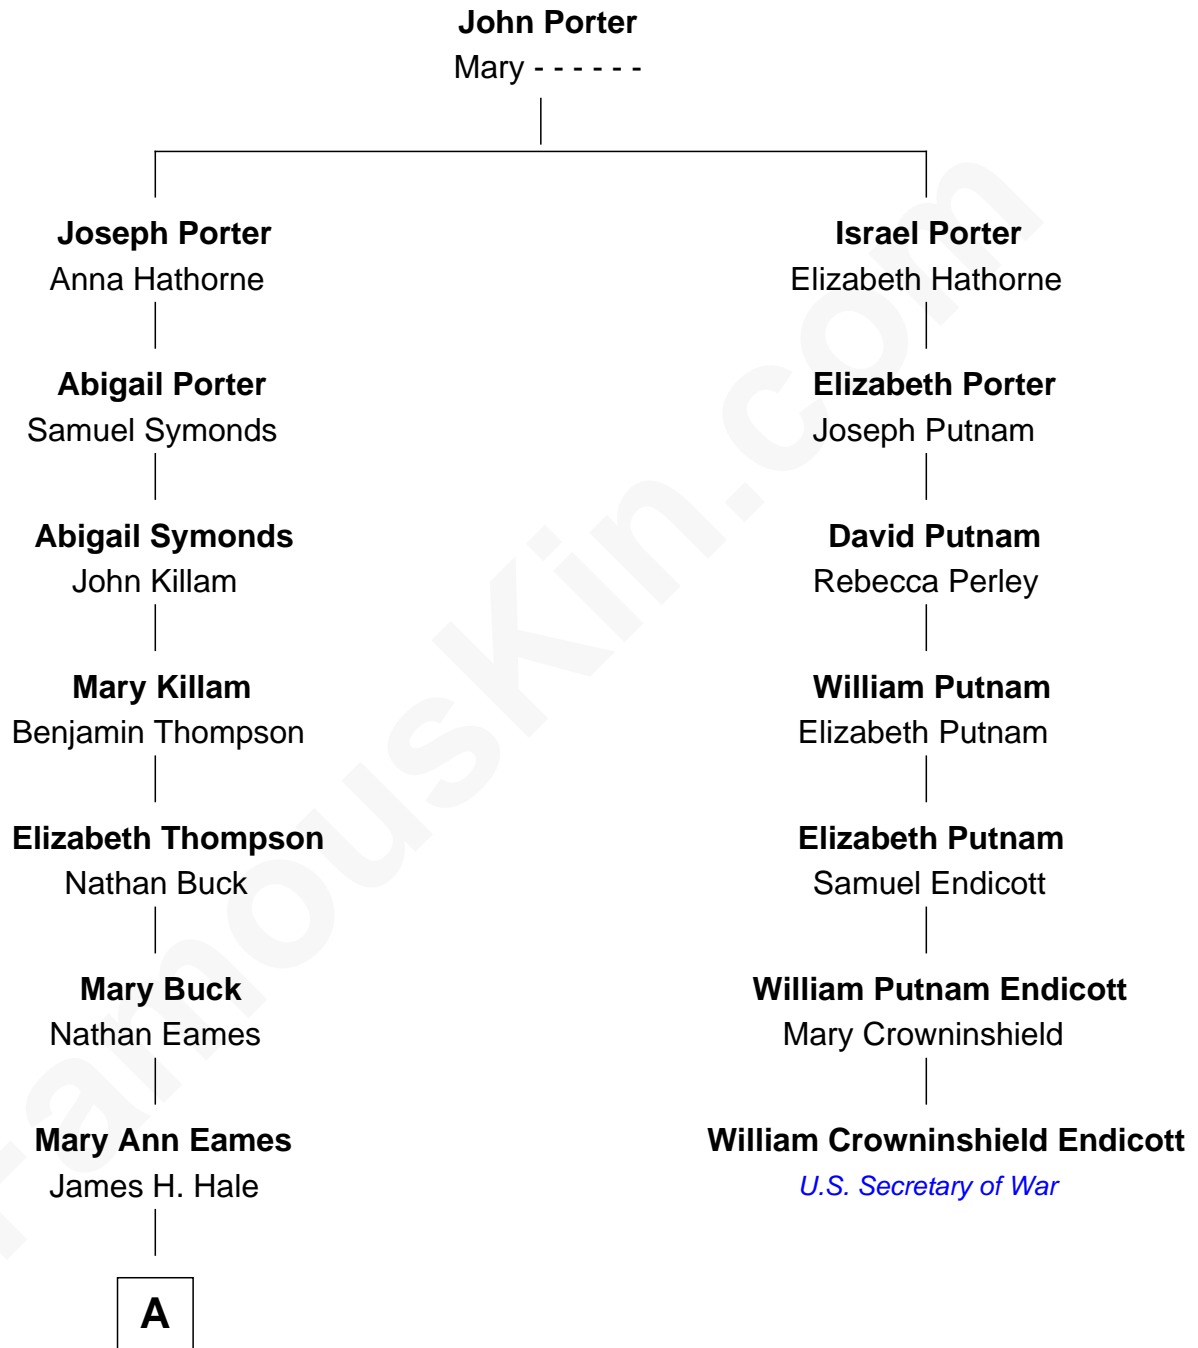 John Porter
Mary - - - - - -
Joseph Porter
Anna Hathorne
Israel Porter
Elizabeth Hathorne
Abigail Porter
Samuel Symonds
Elizabeth Porter
Joseph Putnam
Abigail Symonds
John Killam
David Putnam
Rebecca Perley
Mary Killam
Benjamin Thompson
William Putnam
Elizabeth Putnam
Elizabeth Thompson
Nathan Buck
Elizabeth Putnam
Samuel Endicott
Mary Buck
Nathan Eames
William Putnam Endicott
Mary Crowninshield
Mary Ann Eames
James H. Hale
William Crowninshield Endicott
U.S. Secretary of War
A
FamousKin.com